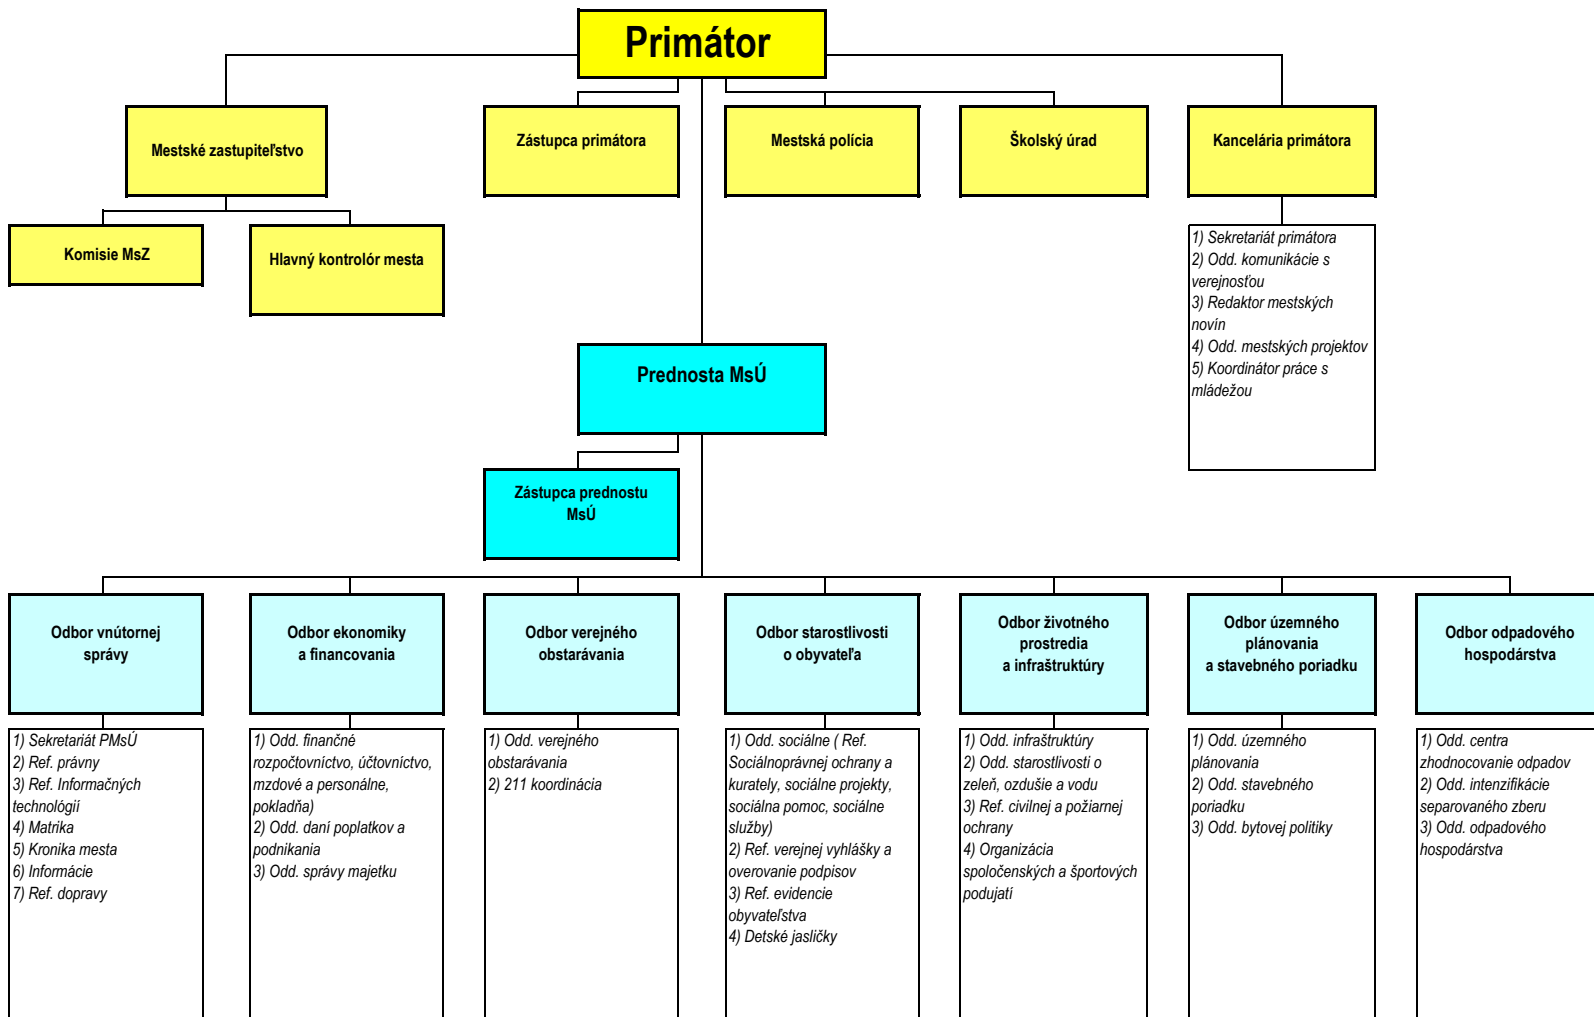 Primátor
Mestské zastupiteľstvo
Zástupca primátora
Mestská polícia
Školský úrad
Kancelária primátora
Komisie MsZ
Hlavný kontrolór mesta
1) Sekretariát primátora
2) Odd. komunikácie s
verejnosťou
3) Redaktor mestských
novín
4) Odd. mestských projektov
5) Koordinátor práce s
mládežou
Prednosta MsÚ
Zástupca prednostu
MsÚ
Odbor vnútornej
správy
Odbor ekonomiky
a financovania
Odbor verejného
obstarávania
Odbor starostlivosti
o obyvateľa
Odbor životného
prostredia
a infraštruktúry
Odbor územného
plánovania
a stavebného poriadku
Odbor odpadového
hospodárstva
1) Sekretariát PMsÚ
2) Ref. právny
3) Ref. Informačných
technológií
4) Matrika
5) Kronika mesta
6) Informácie
7) Ref. dopravy
1) Odd. finančné
rozpočtovníctvo, účtovníctvo,
mzdové a personálne,
pokladňa)
2) Odd. daní poplatkov a
podnikania
3) Odd. správy majetku
1) Odd. verejného
obstarávania
2) 211 koordinácia
1) Odd. sociálne ( Ref.
Sociálnoprávnej ochrany a
kurately, sociálne projekty,
sociálna pomoc, sociálne
služby)
2) Ref. verejnej vyhlášky a
overovanie podpisov
3) Ref. evidencie
obyvateľstva
4) Detské jasličky
1) Odd. infraštruktúry
2) Odd. starostlivosti o
zeleň, ozdušie a vodu
3) Ref. civilnej a požiarnej
ochrany
4) Organizácia
spoločenských a športových
podujatí
1) Odd. územného
plánovania
2) Odd. stavebného
poriadku
3) Odd. bytovej politiky
1) Odd. centra
zhodnocovanie odpadov
2) Odd. intenzifikácie
separovaného zberu
3) Odd. odpadového
hospodárstva